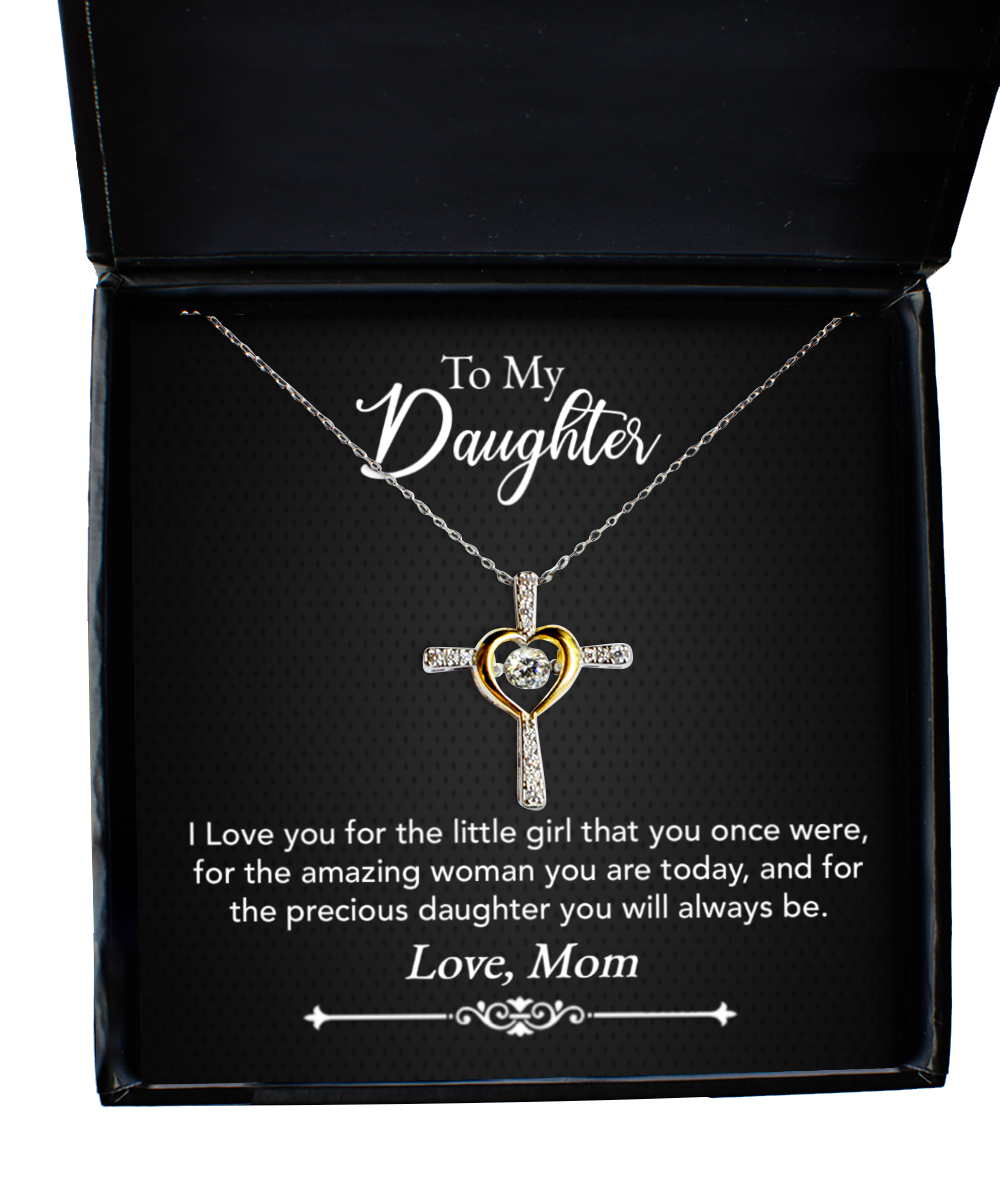 To My
Daughter
I Love you for the little girl that you once were,
for the amazing woman you are today, and for
the precious daughter you will always be.
Love, Mom